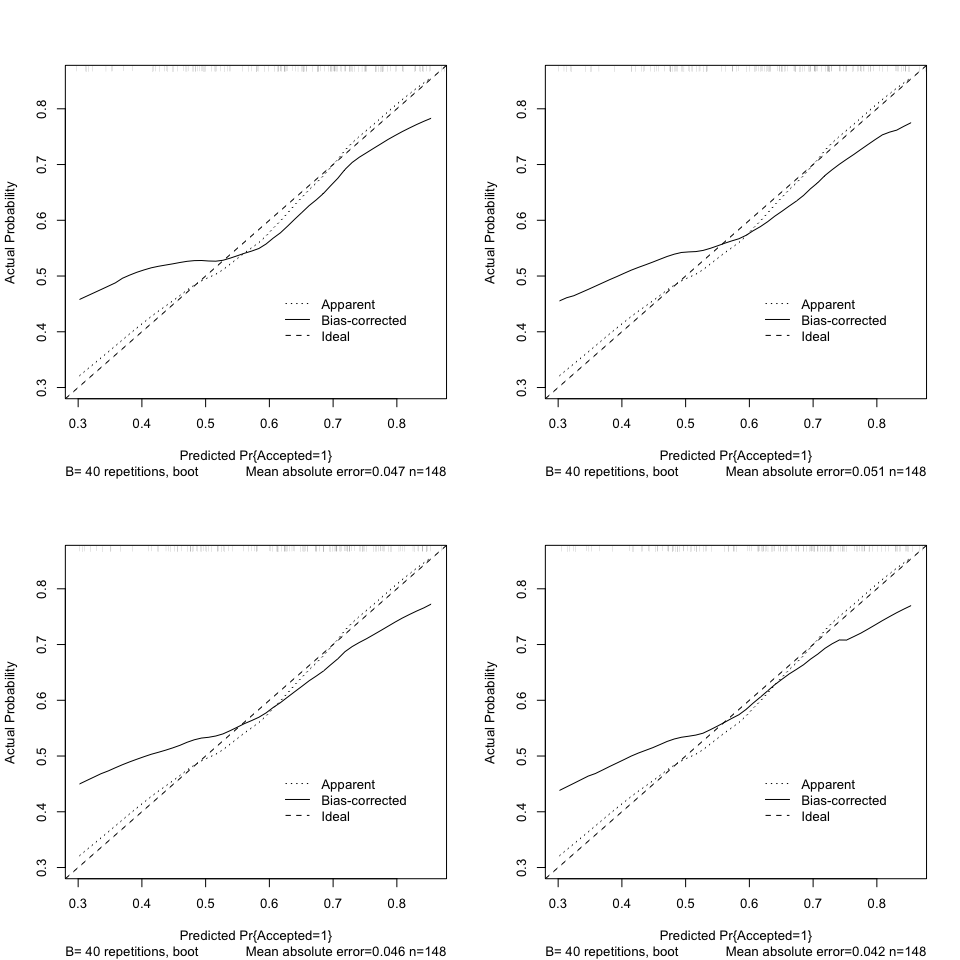 Actual Probability
0.8
0.7
0.6
0.5
0.4
0.3
Apparent
Bias-corrected
Ideal
0.3 0.4 0.5 0.6 0.7 0.8
Predicted Pr{Accepted=1}
B= 40 repetitions, boot Mean absolute error=0.047 n=148
Actual Probability
0.8
0.7
0.6
0.5
0.4
0.3
Apparent
Bias-corrected
Ideal
0.3 0.4 0.5 0.6 0.7 0.8
Predicted Pr{Accepted=1}
B= 40 repetitions, boot Mean absolute error=0.051 n=148
Actual Probability
0.8
0.7
0.6
0.5
0.4
0.3
Apparent
Bias-corrected
Ideal
0.3 0.4 0.5 0.6 0.7 0.8
Predicted Pr{Accepted=1}
B= 40 repetitions, boot Mean absolute error=0.046 n=148
Actual Probability
0.8
0.7
0.6
0.5
0.4
0.3
Apparent
Bias-corrected
Ideal
0.3 0.4 0.5 0.6 0.7 0.8
Predicted Pr{Accepted=1}
B= 40 repetitions, boot Mean absolute error=0.042 n=148